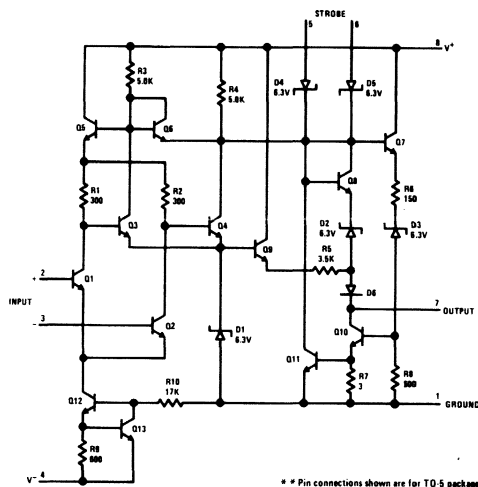 STROBE
5 6
8 V+
R3
5.0K
R4
5.0K
D4
6.3V
D5
6.3V
Q5
Q6
Q7
Q8
R1
300
R2
300
R6
150
Q3
Q4
Q9
D2
6.3V
D3
6.3V
R5
3.5K
+ 2
Q1
D6
INPUT
7 OUTPUT
- 3
Q2
D1
6.3V
Q10
Q11
R7
3
R8
500
Q12
R10
17K
1
GROUND
Q13
R9
600
V- 4
* * Pin connections shown are for TO-5 package